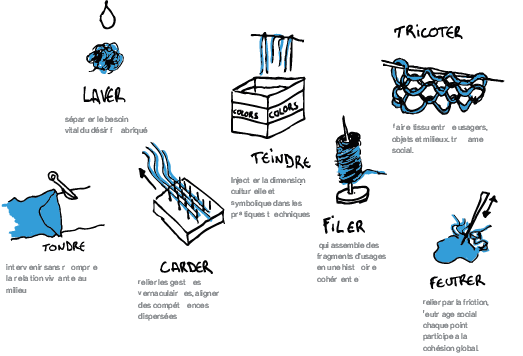 LAVER
séparer le besoin
vital du désir fabriqué
COLORS COLORS
TEINDRE
Injecter la dimension
culturelle et
symbolique dans les
pratiques techniques
TRICOTER
faire tissu entre usagers,
objets et milieux. trame
social.
TONDRE
intervenir sans rompre
la relation vivante au
milieu
CARDER
relier les gestes
vernaculaires, aligner
des compétences
dispersées
FILER
qui assemble des
fragments d'usages
en une histoire
cohérente
FEUTRER
relier par la friction,
feutrage social
chaque point
participe a la
cohésion global.